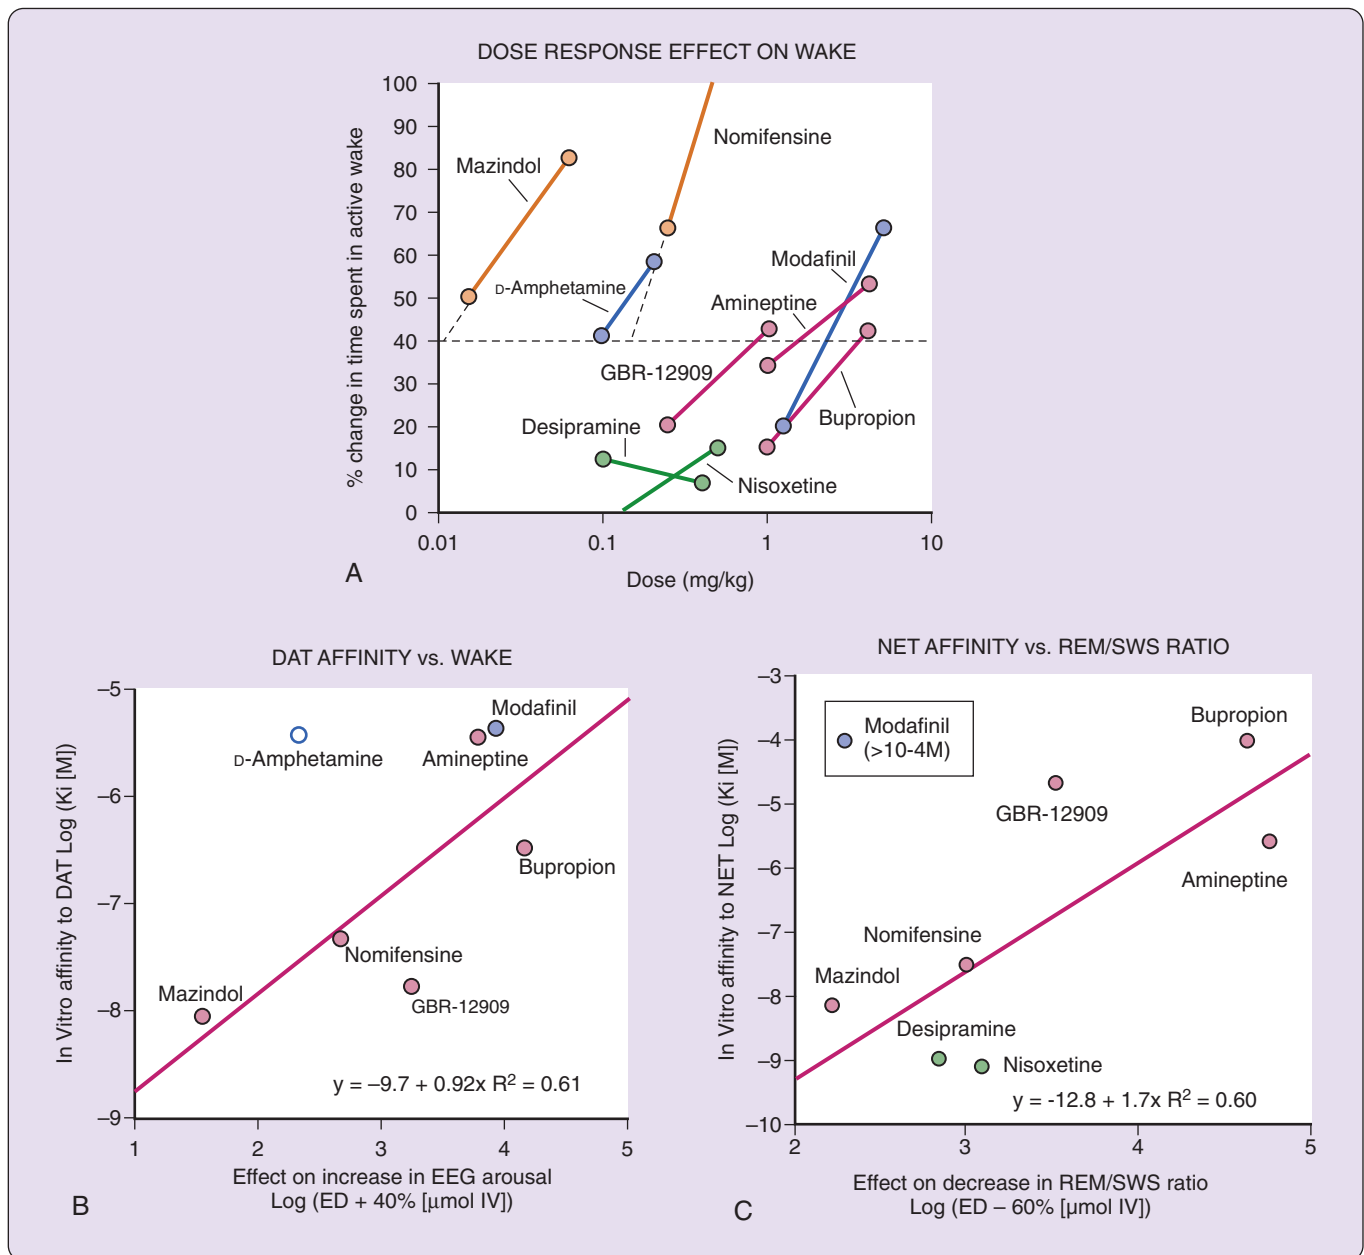 DOSE RESPONSE EFFECT ON WAKE
% change in time spent in active wake
100
90
80
70
60
50
40
30
20
10
0
Mazindol
Nomifensine
D-Amphetamine
Modafinil
Amineptine
GBR-12909
Bupropion
Desipramine
Nisoxetine
0.01
0.1
1
10
Dose (mg/kg)
A
DAT AFFINITY vs. WAKE
In Vitro affinity to DAT Log (Ki [M])
–5
–6
–7
–8
–9
Modafinil
D-Amphetamine
Amineptine
Bupropion
Nomifensine
Mazindol
GBR-12909
y = –9.7 + 0.92x R² = 0.61
1
2
3
4
5
Effect on increase in EEG arousal
Log (ED + 40% [μmol IV])
B
NET AFFINITY vs. REM/SWS RATIO
In Vitro affinity to NET Log (Ki [M])
–3
–4
–5
–6
–7
–8
–9
–10
Modafinil
(>10-4M)
Bupropion
GBR-12909
Amineptine
Nomifensine
Mazindol
Desipramine
Nisoxetine
y = -12.8 + 1.7x R² = 0.60
2
3
4
5
Effect on decrease in REM/SWS ratio
Log (ED – 60% [μmol IV])
C